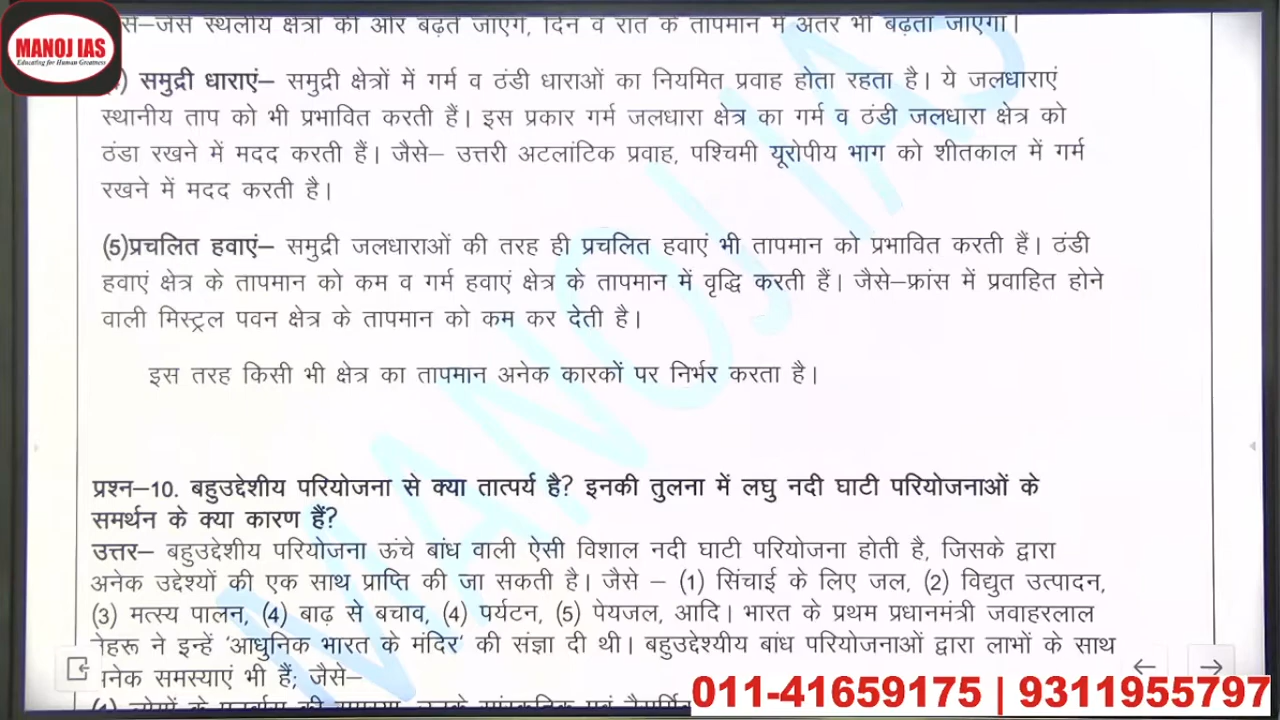 MANOJ IAS
Educating for Human Greatness
जैसे स्थलीय क्षेत्रों की ओर बढ़ते जाएंगे, दिन व रात के तापमान में अंतर भी बढ़ता जाएगा।
) समुद्री धाराएं– समुद्री क्षेत्रों में गर्म व ठंडी धाराओं का नियमित प्रवाह होता रहता है। ये जलधाराएं
स्थानीय ताप को भी प्रभावित करती हैं। इस प्रकार गर्म जलधारा क्षेत्र का गर्म व ठंडी जलधारा क्षेत्र को
ठंडा रखने में मदद करती हैं। जैसे– उत्तरी अटलांटिक प्रवाह, पश्चिमी यूरोपीय भाग को शीतकाल में गर्म
रखने में मदद करती है।
(5)प्रचलित हवाएं– समुद्री जलधाराओं की तरह ही प्रचलित हवाएं भी तापमान को प्रभावित करती हैं। ठंडी
हवाएं क्षेत्र के तापमान को कम व गर्म हवाएं क्षेत्र के तापमान में वृद्धि करती हैं। जैसे–फ्रांस में प्रवाहित होने
वाली मिस्ट्रल पवन क्षेत्र के तापमान को कम कर देती है।
इस तरह किसी भी क्षेत्र का तापमान अनेक कारकों पर निर्भर करता है।
प्रश्न–10. बहुउद्देशीय परियोजना से क्या तात्पर्य है? इनकी तुलना में लघु नदी घाटी परियोजनाओं के
समर्थन के क्या कारण हैं?
उत्तर– बहुउद्देशीय परियोजना ऊंचे बांध वाली ऐसी विशाल नदी घाटी परियोजना होती है, जिसके द्वारा
अनेक उद्देश्यों की एक साथ प्राप्ति की जा सकती है। जैसे – (1) सिंचाई के लिए जल, (2) विद्युत उत्पादन,
(3) मत्स्य पालन, (4) बाढ़ से बचाव, (4) पर्यटन, (5) पेयजल, आदि। भारत के प्रथम प्रधानमंत्री जवाहरलाल
नेहरू ने इन्हें ‘आधुनिक भारत के मंदिर’ की संज्ञा दी थी। बहुउद्देश्यीय बांध परियोजनाओं द्वारा लाभों के साथ
अनेक समस्याएं भी हैं; जैसे–
011-41659175 | 9311955797
MANOJ IAS